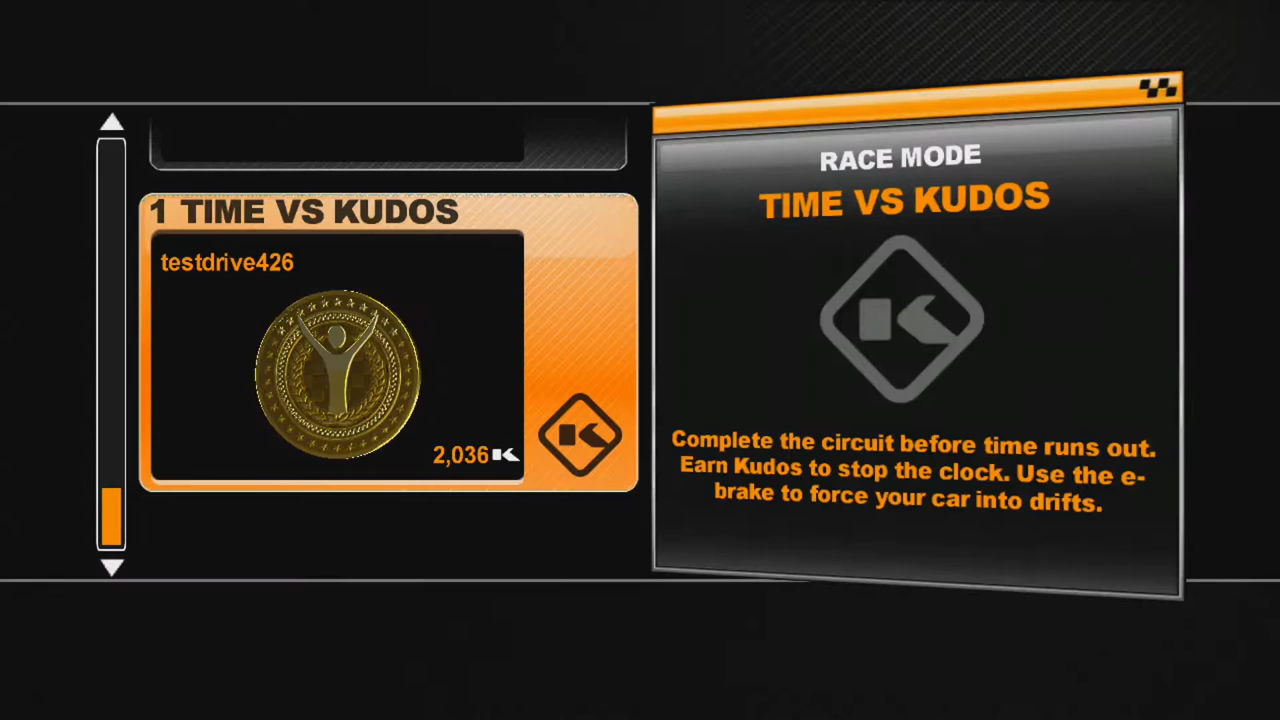 1 TIME VS KUDOS
testdrive426
2,036
RACE MODE
TIME VS KUDOS
Complete the circuit before time runs out.
Earn Kudos to stop the clock. Use the e-
brake to force your car into drifts.